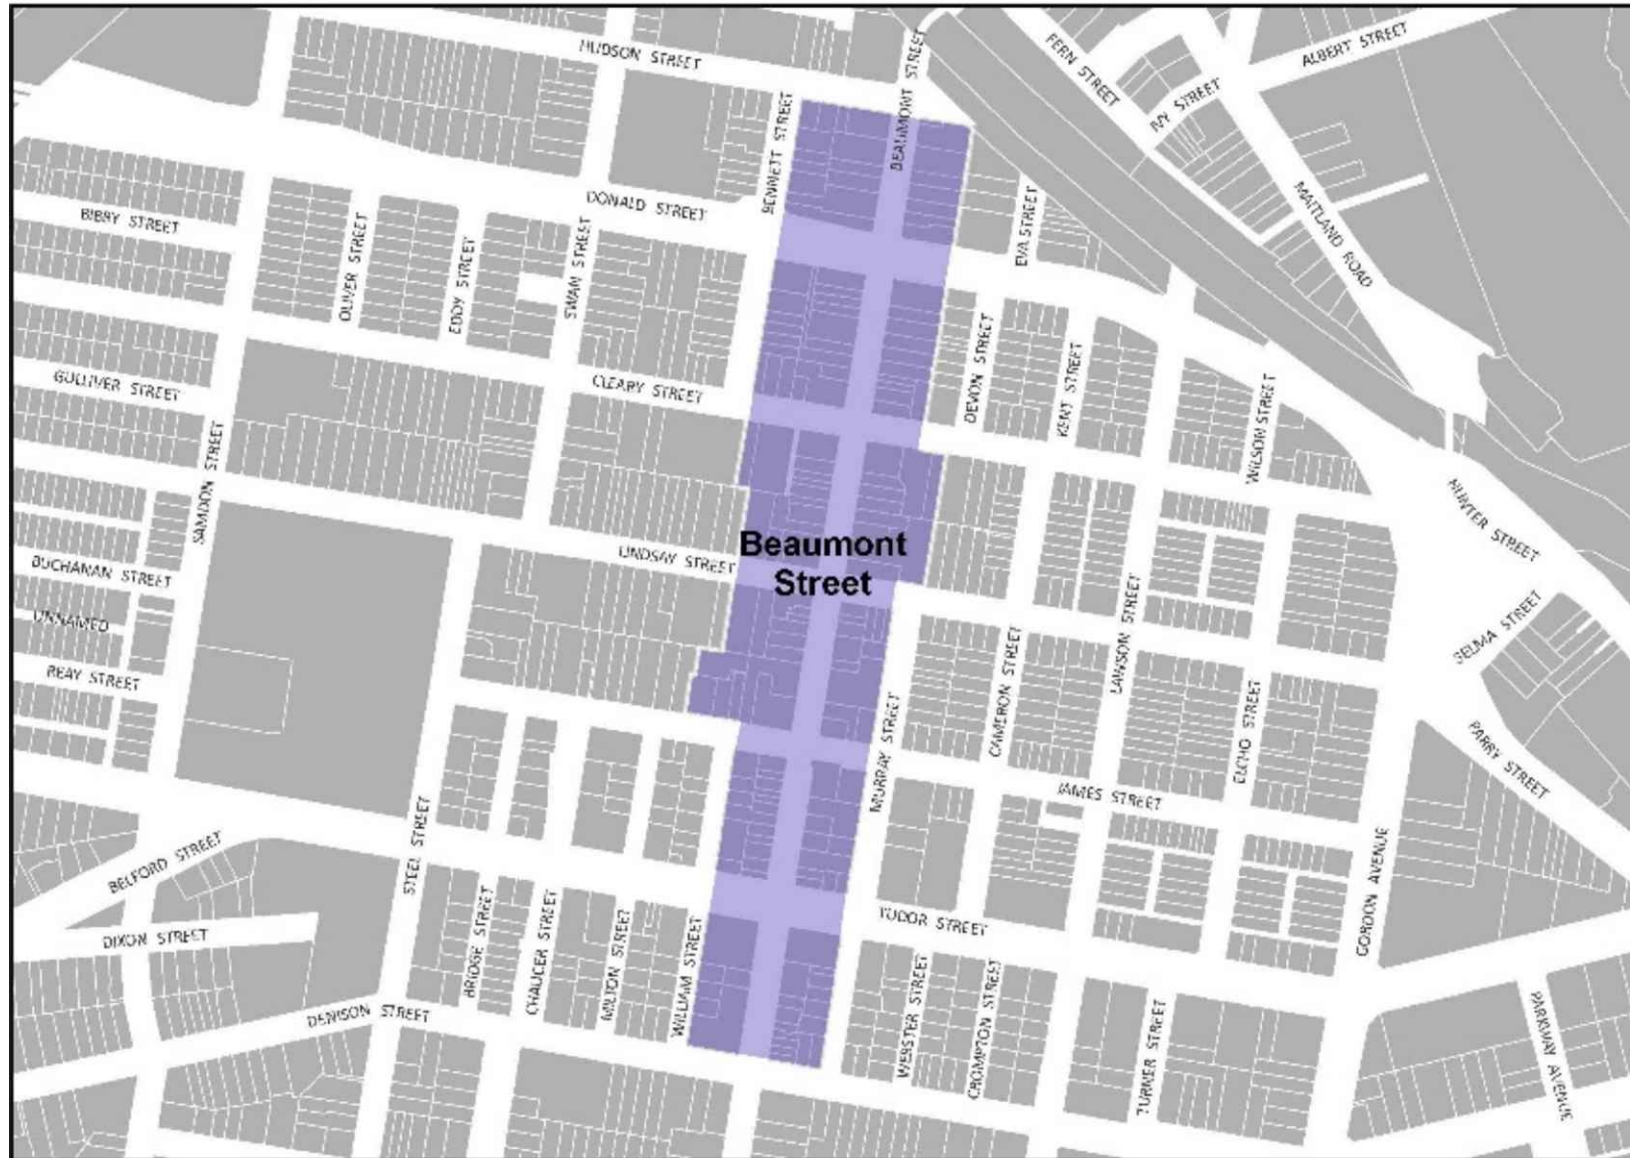 HUDSON STREET
BEAUMONT STREET
FERN STREET
ALBERT STREET
IVY STREET
MAITLAND ROAD
BENNETT STREET
DONALD STREET
BIBBY STREET
OLIVER STREET
EDDY STREET
SWAN STREET
EVA STREET
DEVON STREET
KENT STREET
WILSON STREET
GULLIVER STREET
CLEARY STREET
SAMDON STREET
HUNTER STREET
LINDSAY STREET
Beaumont
Street
BUCHANAN STREET
UNNAMED
REAY STREET
CAMERON STREET
LAWSON STREET
SELMA STREET
ELCHO STREET
PARRY STREET
MURRAY STREET
JAMES STREET
STEEL STREET
BELFORD STREET
GORDON AVENUE
DIXON STREET
BRIDGE STREET
CHAUCER STREET
MILTON STREET
WILLIAM STREET
TUDOR STREET
DENISON STREET
WEBSTER STREET
CROMPTON STREET
TURNER STREET
PARKWAY AVENUE